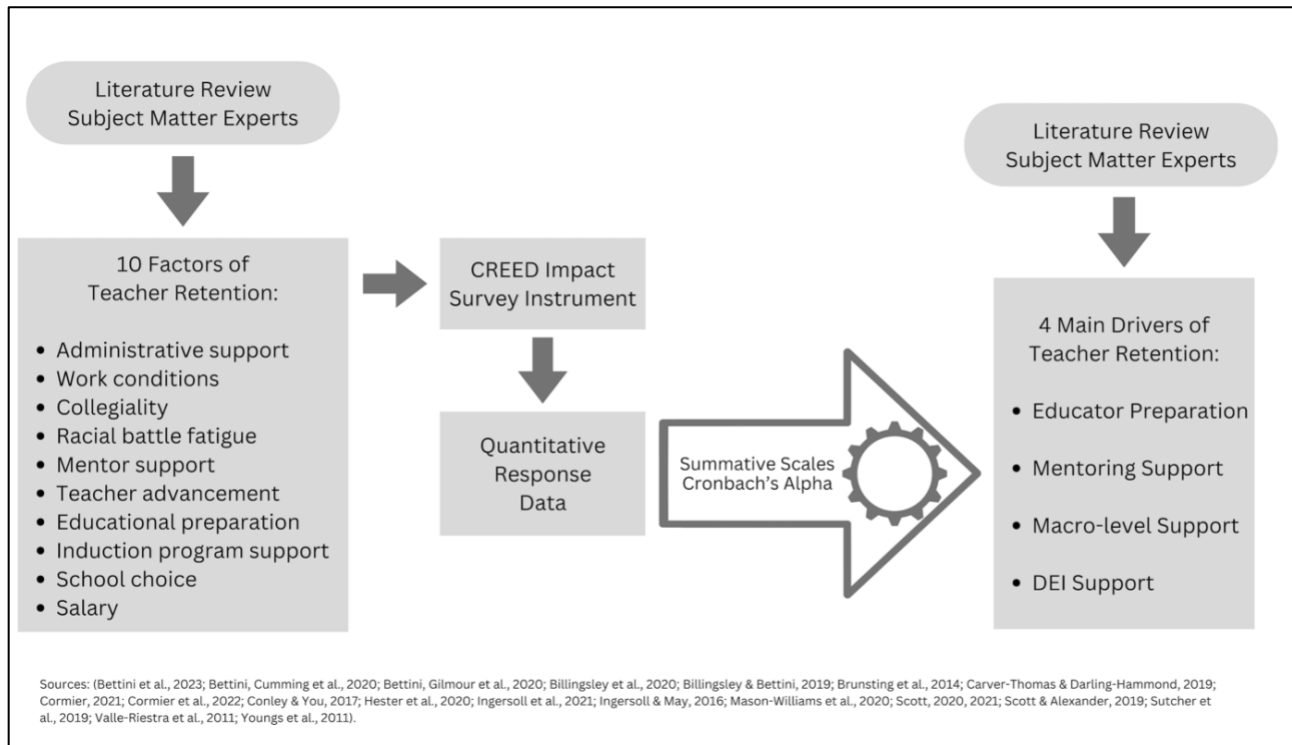 Literature Review
Subject Matter Experts
10 Factors of
Teacher Retention:
• Administrative support
• Work conditions
• Collegiality
• Racial battle fatigue
• Mentor support
• Teacher advancement
• Educational preparation
• Induction program support
• School choice
• Salary
CREED Impact
Survey Instrument
Quantitative
Response
Data
Summative Scales
Cronbach's Alpha
Literature Review
Subject Matter Experts
4 Main Drivers of
Teacher Retention:
• Educator Preparation
• Mentoring Support
• Macro-level Support
• DEI Support
Sources: (Bettini et al., 2023; Bettini, Cumming et al., 2020; Bettini, Gilmour et al., 2020; Billingsley et al., 2020; Billingsley & Bettini, 2019; Brunsting et al., 2014; Carver-Thomas & Darling-Hammond, 2019;
Cormier, 2021; Cormier et al., 2022; Conley & You, 2017; Hester et al., 2020; Ingersoll et al., 2021; Ingersoll & May, 2016; Mason-Williams et al., 2020; Scott, 2020, 2021; Scott & Alexander, 2019; Sutcher et
al., 2019; Valle-Riestra et al., 2011; Youngs et al., 2011).